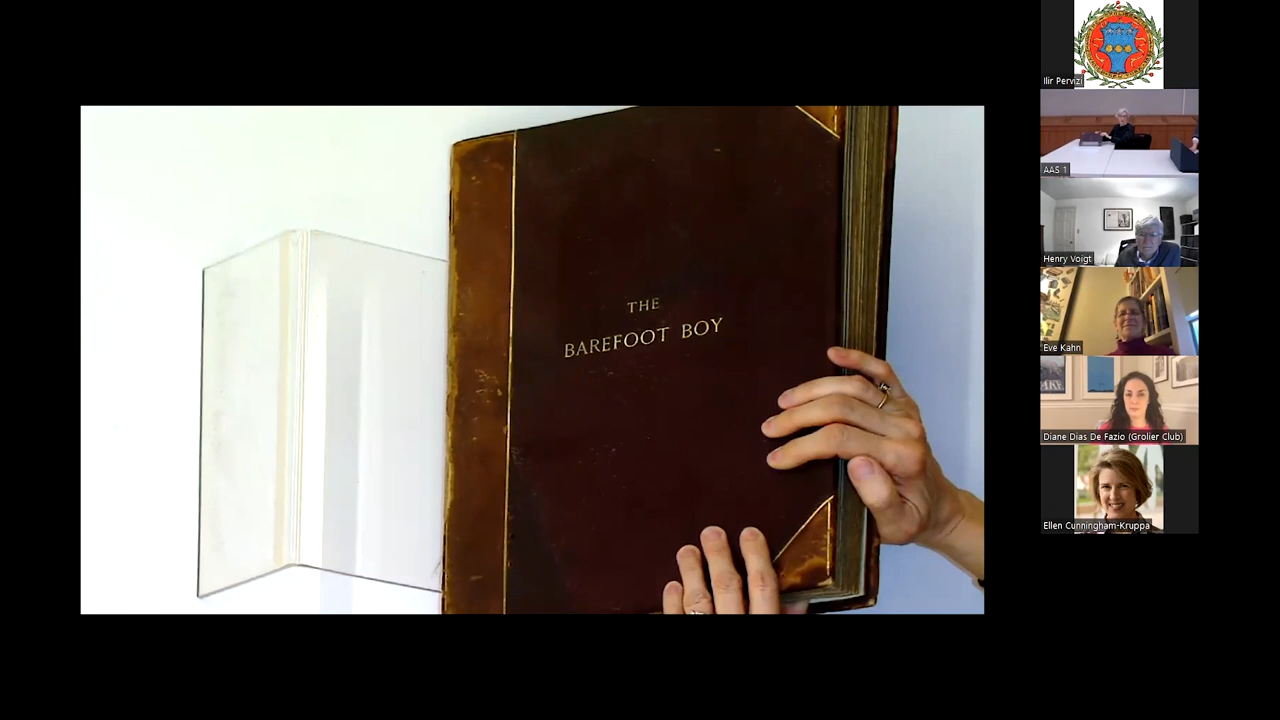 THE
BAREFOOT BOY
Ilir Pervizi
AAS 1
Henry Voigt
Eve Kahn
Diane Dias De Fazio (Grolier Club)
Ellen Cunningham-Kruppa